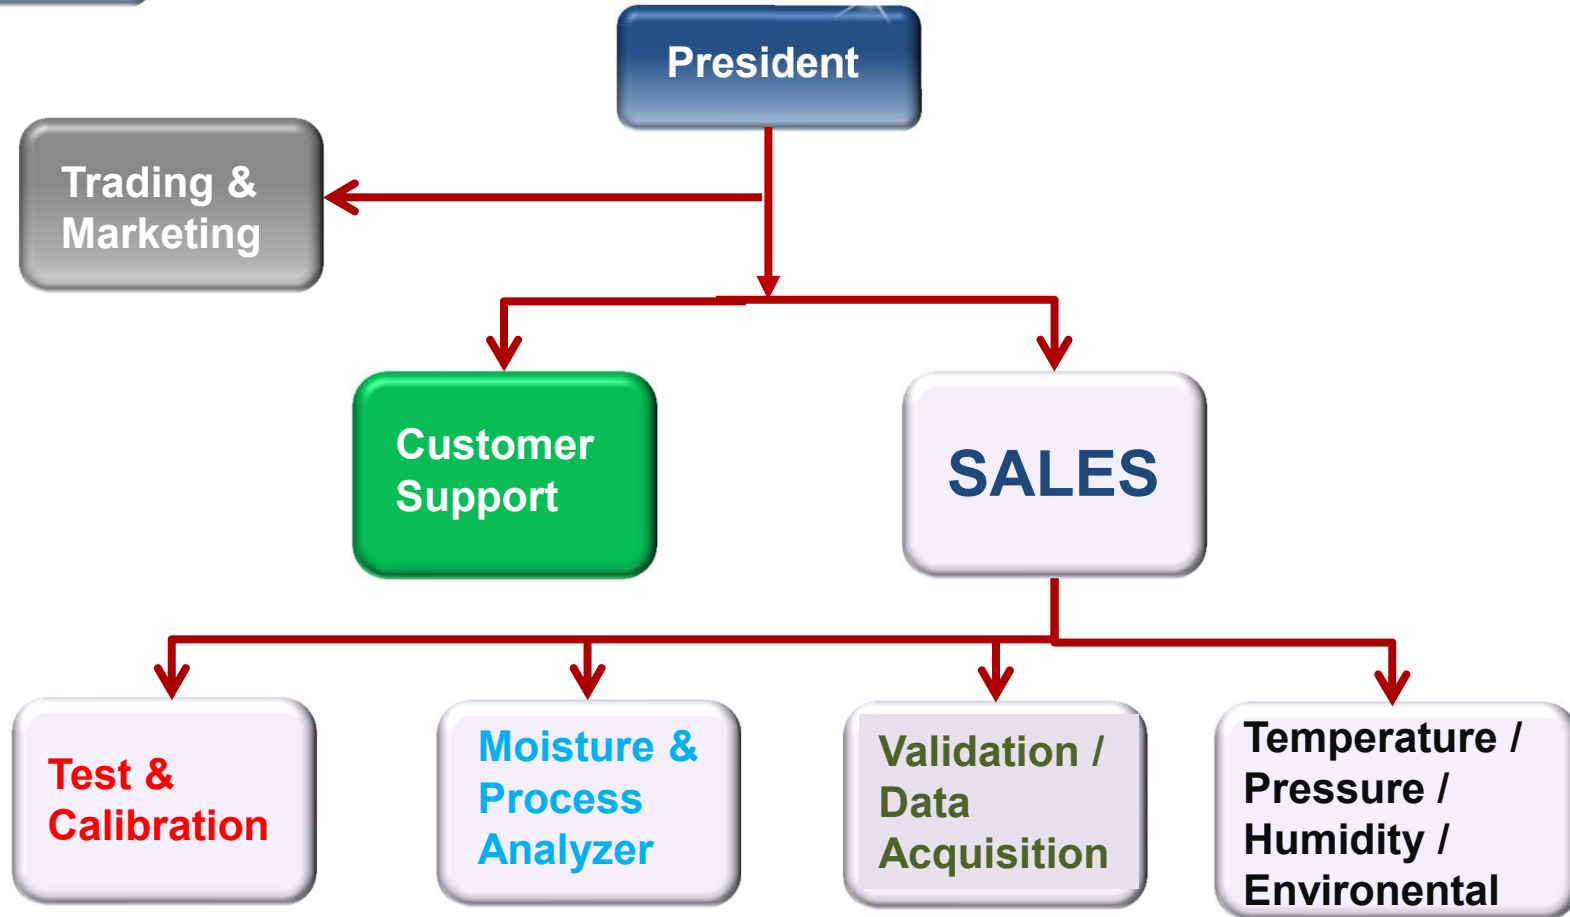 President
Trading &
Marketing
Customer
Support
SALES
Test &
Calibration
Moisture &
Process
Analyzer
Validation /
Data
Acquisition
Temperature /
Pressure /
Humidity /
Environental